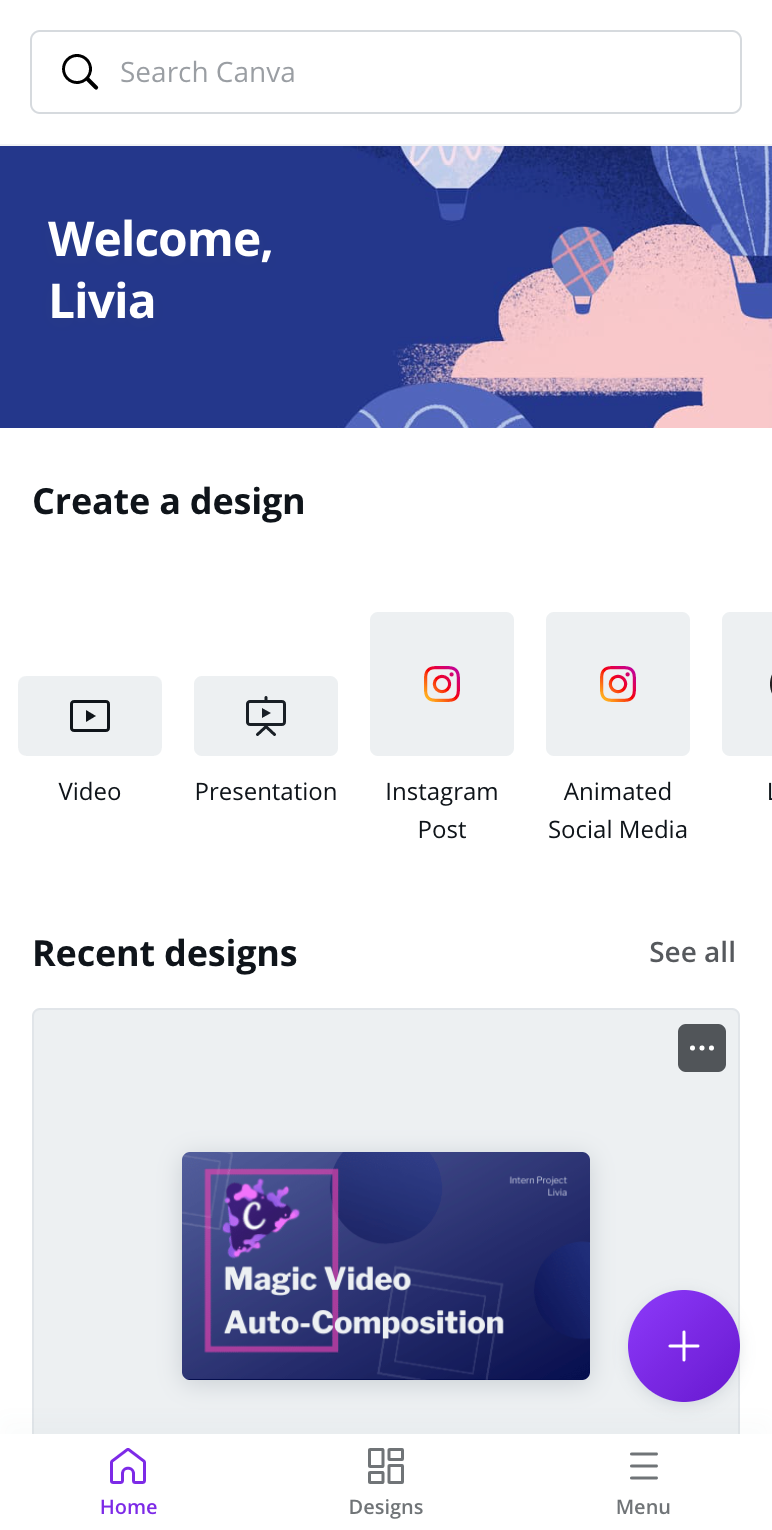 Search Canva
Welcome,
Livia
Create a design
Video
Presentation
Instagram
Post
Animated
Social Media
Recent designs
See all
Intern Project
Livia
C
Magic Video
Auto-Composition
Home
Designs
Menu